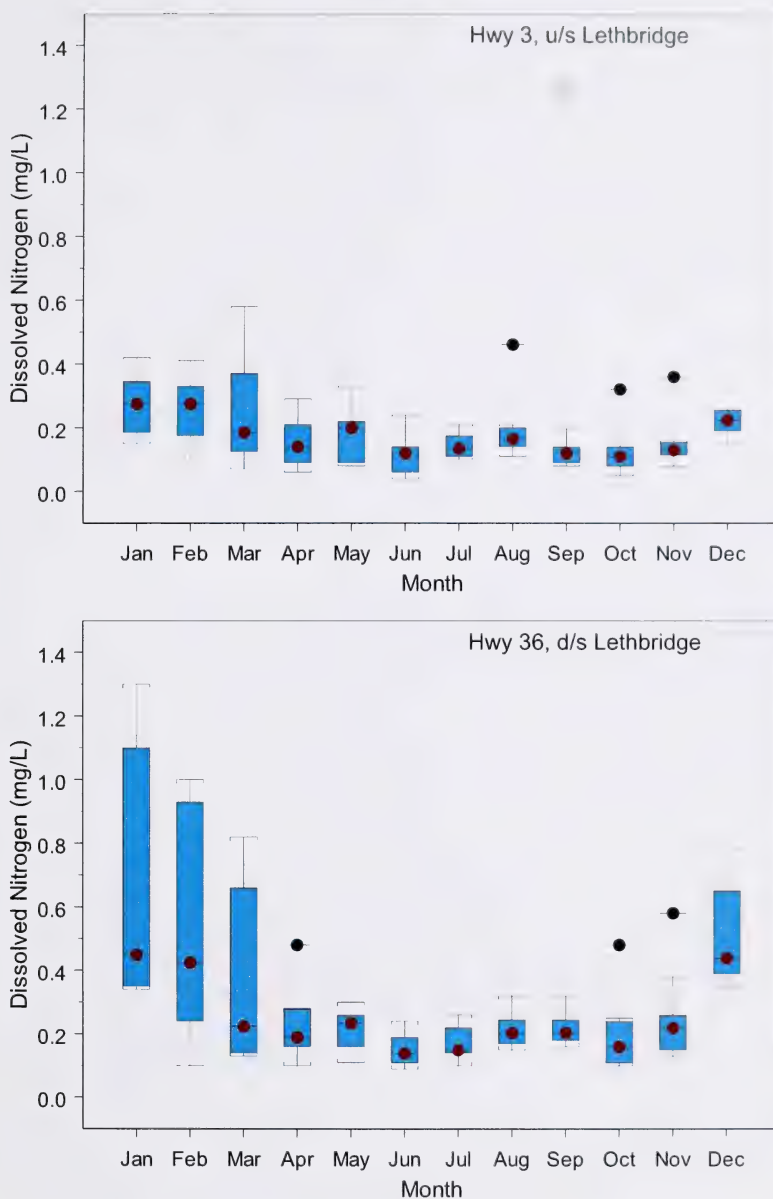 Hwy 3, u/s Lethbridge
Dissolved Nitrogen (mg/L)
1.4
1.2
1.0
0.8
0.6
0.4
0.2
0.0
Jan Feb Mar Apr May Jun Jul Aug Sep Oct Nov Dec
Month
Hwy 36, d/s Lethbridge
Dissolved Nitrogen (mg/L)
1.4
1.2
1.0
0.8
0.6
0.4
0.2
0.0
Jan Feb Mar Apr May Jun Jul Aug Sep Oct Nov Dec
Month